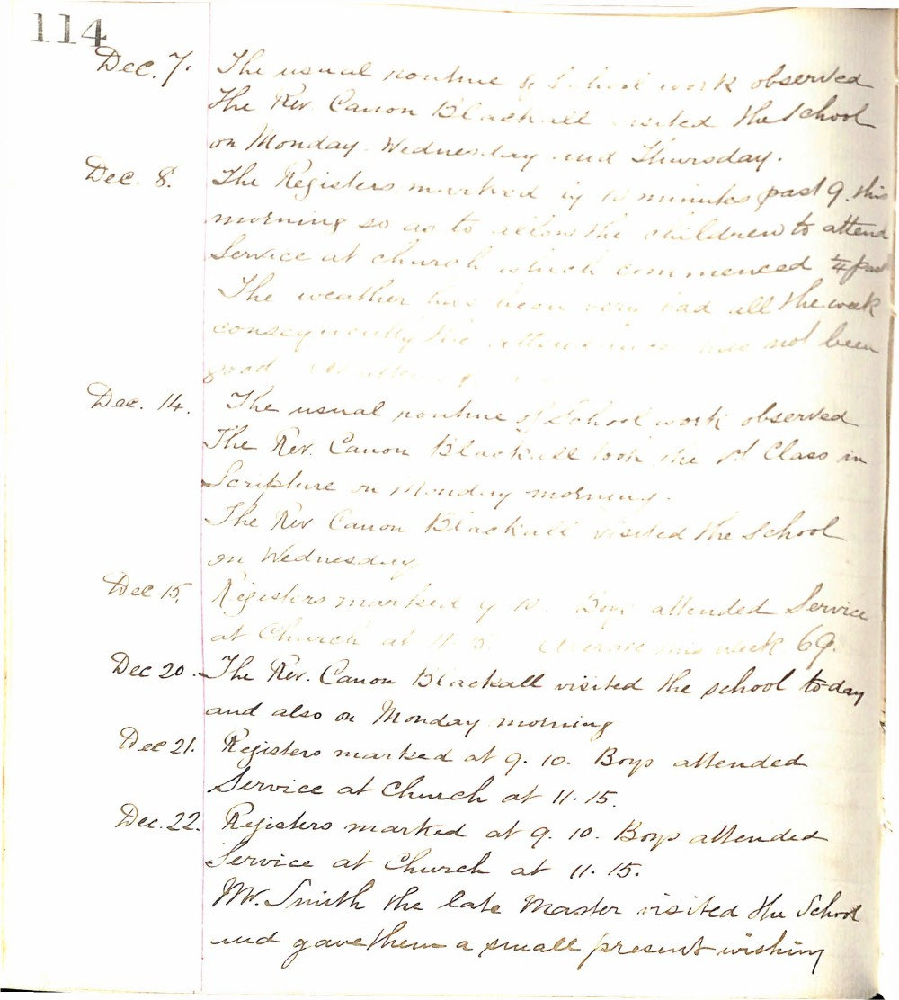 114
Dec. 7. The usual routine of School work observed
The Rev. Canon Blackall visited the School
on Monday. Wednesday and Thursday.
Dec. 8. The Registers marked by 10 minutes past 9. this
morning so as to allow the children to attend
Service at church which commenced ¼ past
The weather has been very bad all the week
consequently the attendance has not been
good
Dec. 14. The usual routine of School work observed
The Rev. Canon Blackall took the 1st Class in
Scripture on Monday morning.
The Rev Canon Blackall visited the School
on Wednesday
Dec 15. Registers marked 9 10. Boys attended Service
at Church at 11. Average this week 69.
Dec 20. The Rev. Canon Blackall visited the school today
and also on Monday morning
Dec 21. Registers marked at 9. 10. Boys attended
Service at Church at 11.15.
Dec. 22. Registers marked at 9. 10. Boys attended
Service at Church at 11.15.
Mr. Smith the late Master visited the School
and gave them a small present wishing